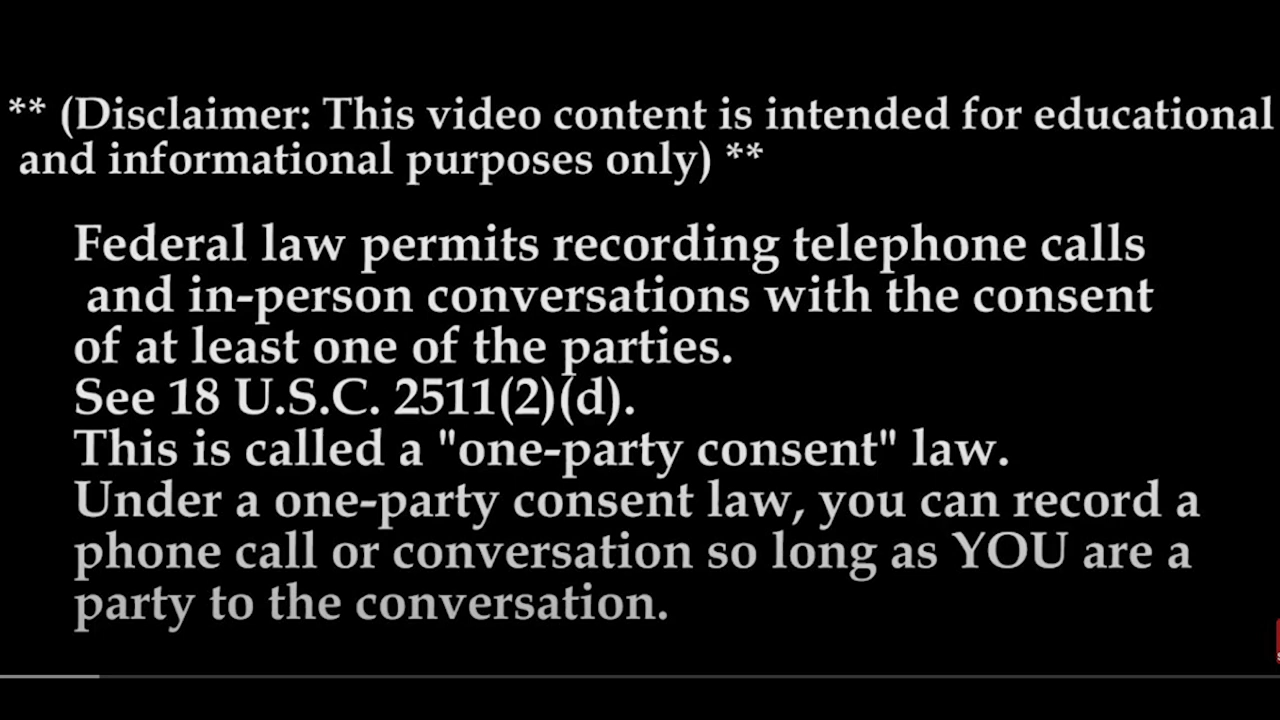 ** (Disclaimer: This video content is intended for educational
and informational purposes only) **
Federal law permits recording telephone calls
and in-person conversations with the consent
of at least one of the parties.
See 18 U.S.C. 2511(2)(d).
This is called a "one-party consent" law.
Under a one-party consent law, you can record a
phone call or conversation so long as YOU are a
party to the conversation.